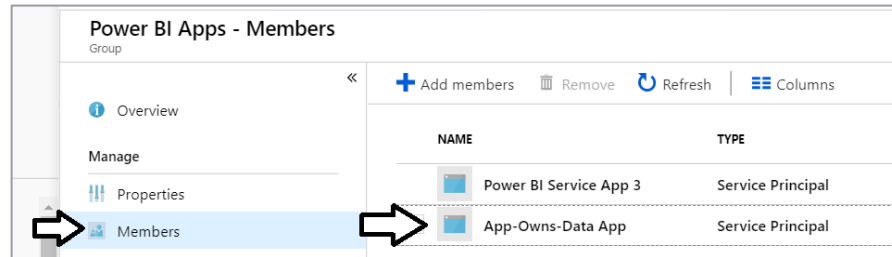 Power BI Apps - Members
Group
«
Add members Remove Refresh Columns
Overview
Manage
Properties
Members
NAME TYPE
Power BI Service App 3 Service Principal
App-Owns-Data App Service Principal